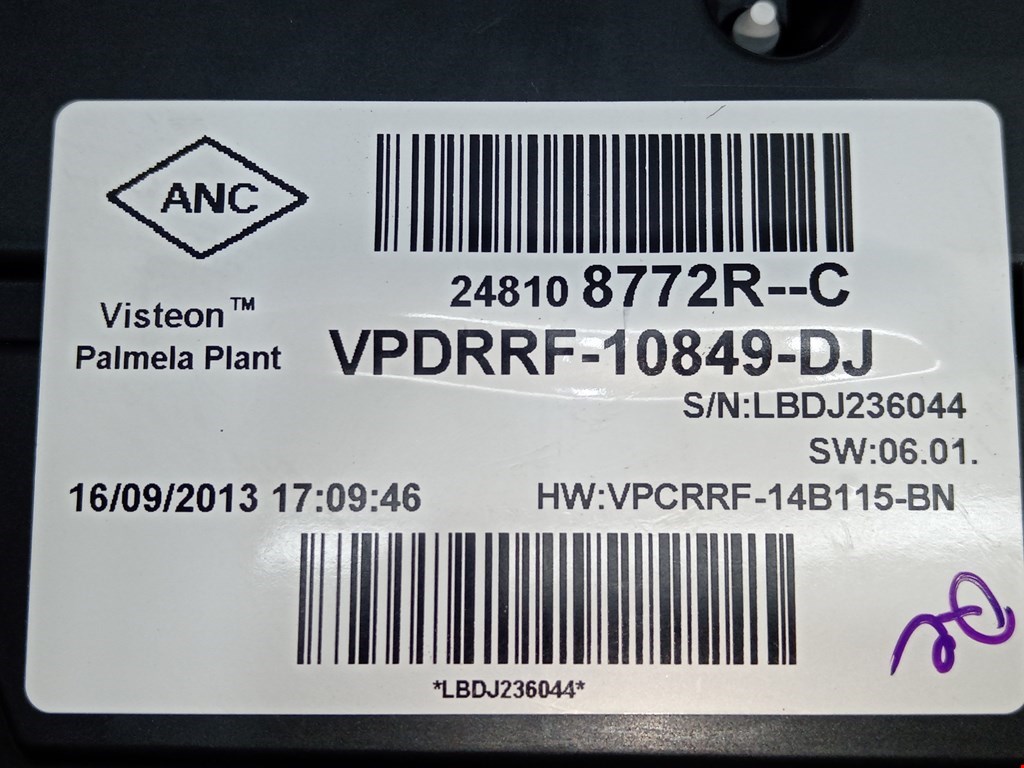 ANC
24810 8772R--C
Visteon™
Palmela Plant
VPDRRF-10849-DJ
S/N:LBDJ236044
SW:06.01.
16/09/2013 17:09:46
HW:VPCRRF-14B115-BN
*LBDJ236044*